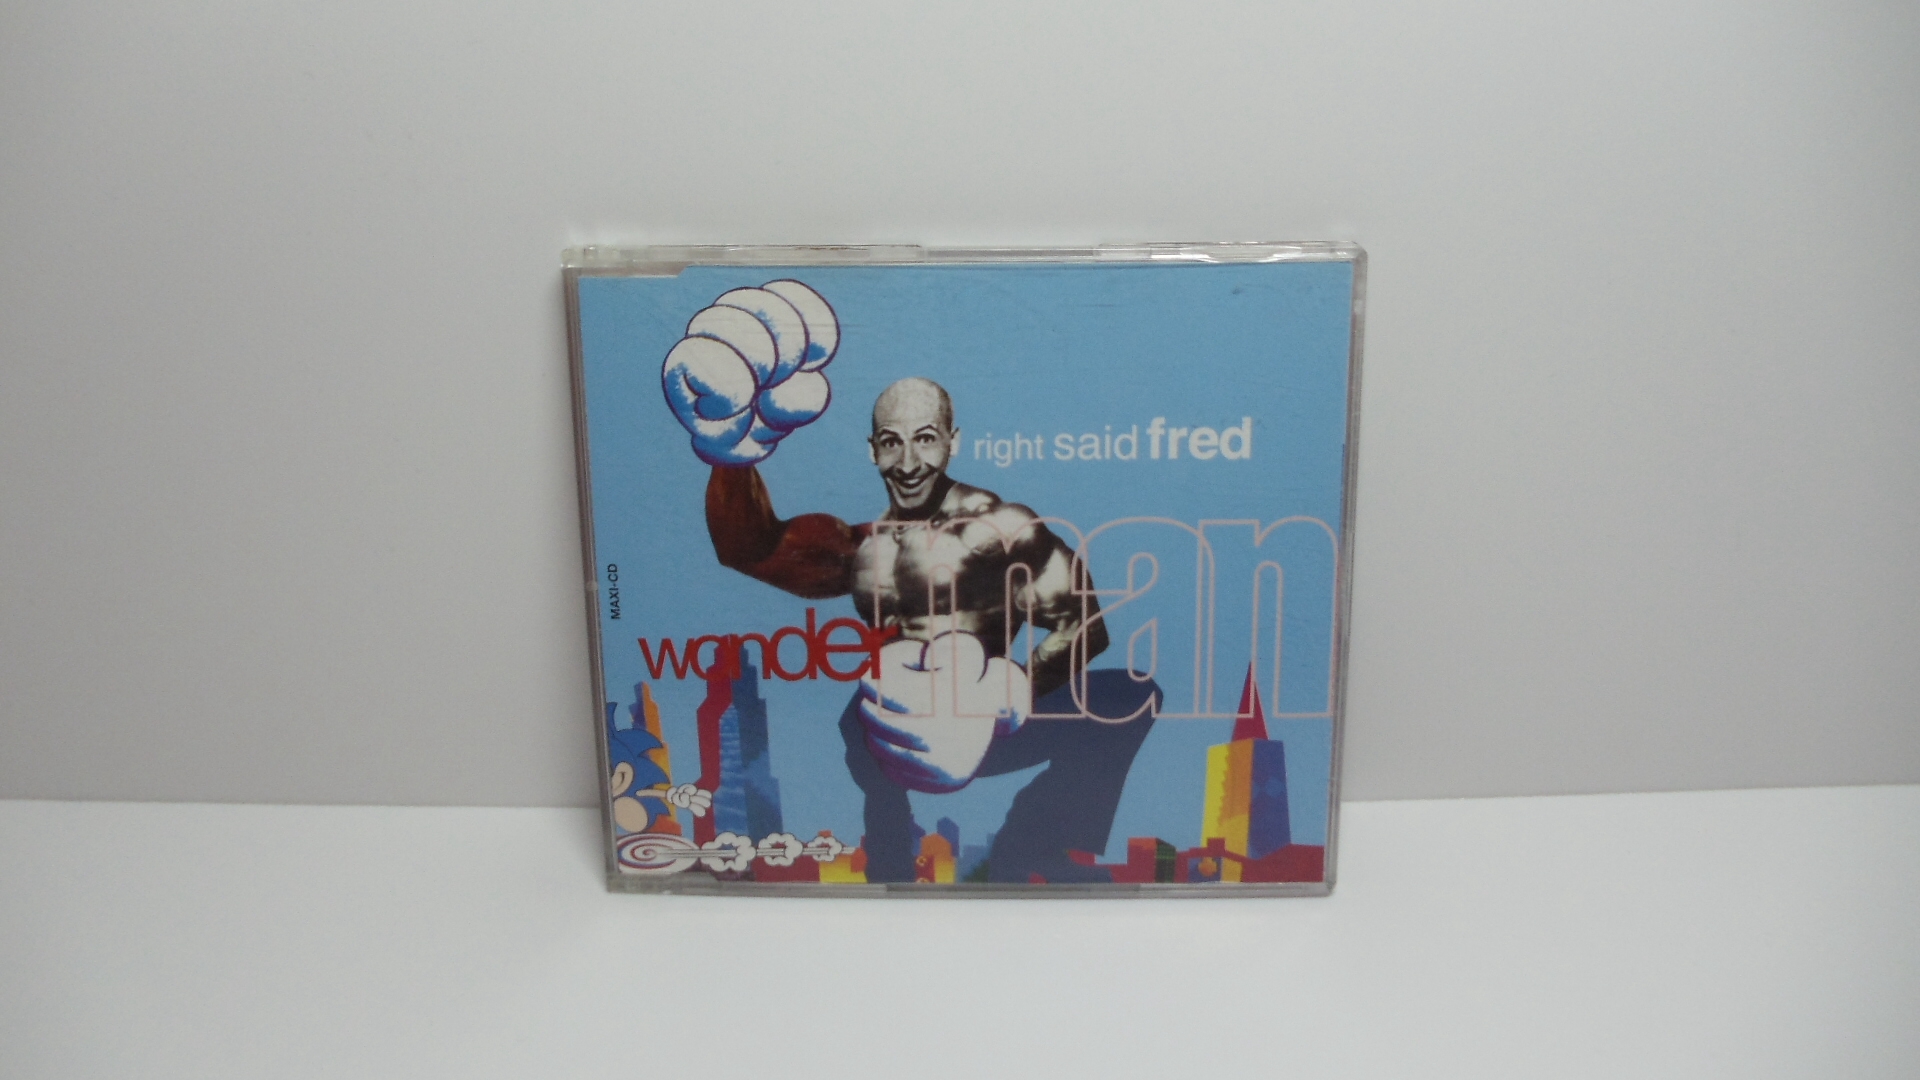 right said fred
man
wonder
MAXI-CD